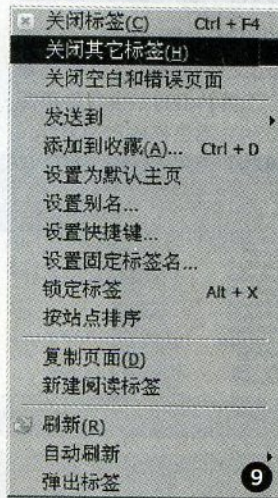 关闭标签(C) Ctrl + F4
关闭其它标签(H)
关闭空白和错误页面
发送到
添加到收藏(A)... Ctrl + D
设置为默认主页
设置别名...
设置快捷键...
设置固定标签名...
锁定标签 Alt + X
按站点排序
复制页面(D)
新建阅读标签
刷新(R)
自动刷新
弹出标签
9